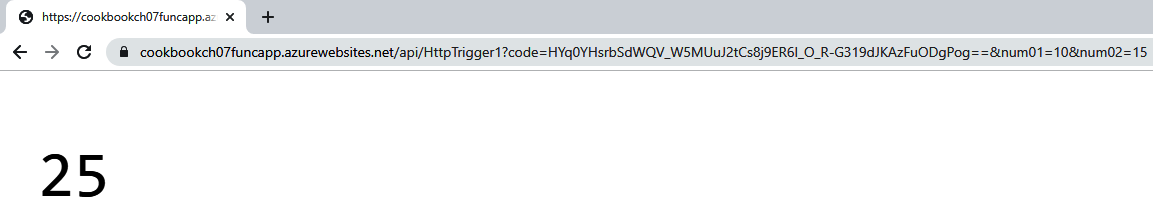 https://cookbookch07funcapp.az
cookbookch07funcapp.azurewebsites.net/api/HttpTrigger1?code=HYq0YHsrbSdWQV_W5MUuJ2tCs8j9ER6I_O_R-G319dJKAzFuODgPog==&num01=10&num02=15
25